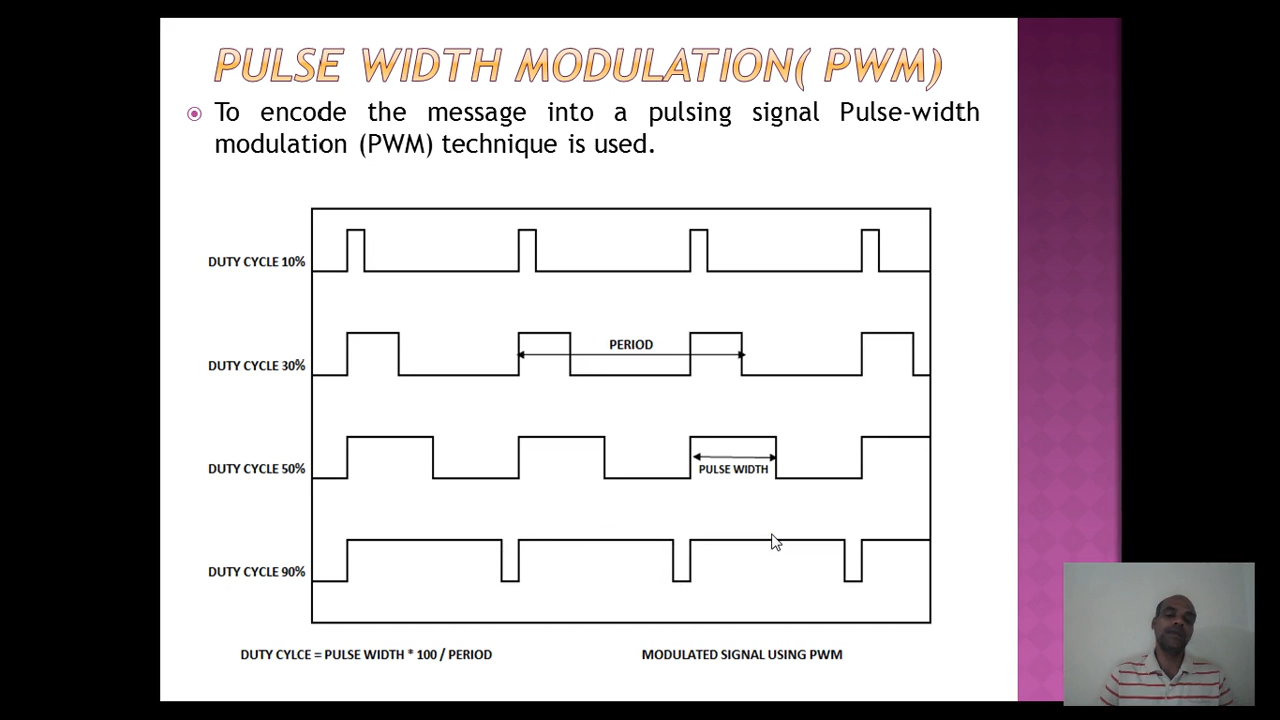 PULSE WIDTH MODULATION( PWM)
To encode the message into a pulsing signal Pulse-width
modulation (PWM) technique is used.
DUTY CYCLE 10%
PERIOD
DUTY CYCLE 30%
DUTY CYCLE 50%
PULSE WIDTH
DUTY CYCLE 90%
DUTY CYLCE = PULSE WIDTH * 100 / PERIOD
MODULATED SIGNAL USING PWM